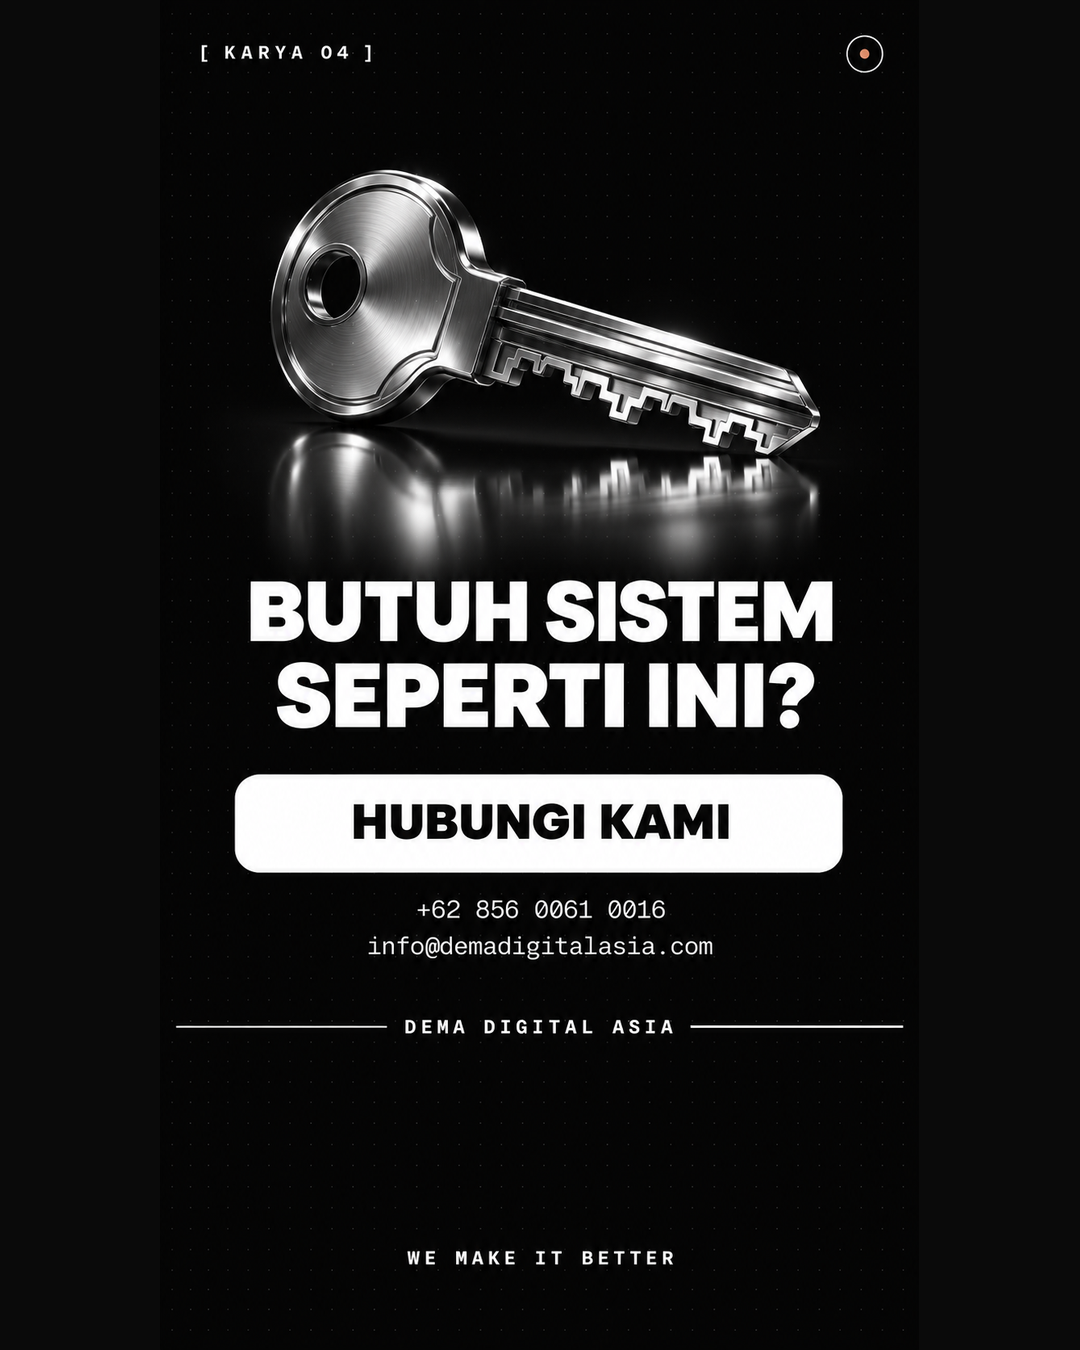 [ KARYA 04 ]
BUTUH SISTEM
SEPERTI INI?
HUBUNGI KAMI
+62 856 0061 0016
info@demadigitalasia.com
DEMA DIGITAL ASIA
WE MAKE IT BETTER